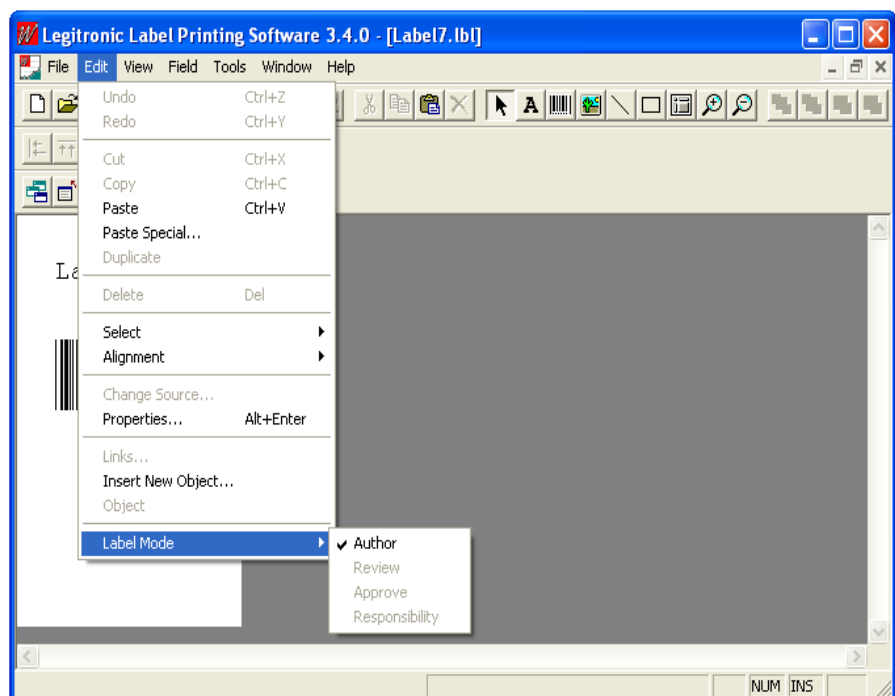 Legitronic Label Printing Software 3.4.0 - [Label7.lbl]
File Edit View Field Tools Window Help
Undo Ctrl+Z
Redo Ctrl+Y
Cut Ctrl+X
Copy Ctrl+C
Paste Ctrl+V
Paste Special...
Duplicate
La
Delete Del
Select
Alignment
Change Source...
Properties... Alt+Enter
Links...
Insert New Object...
Object
Label Mode
Author
Review
Approve
Responsibility
NUM INS